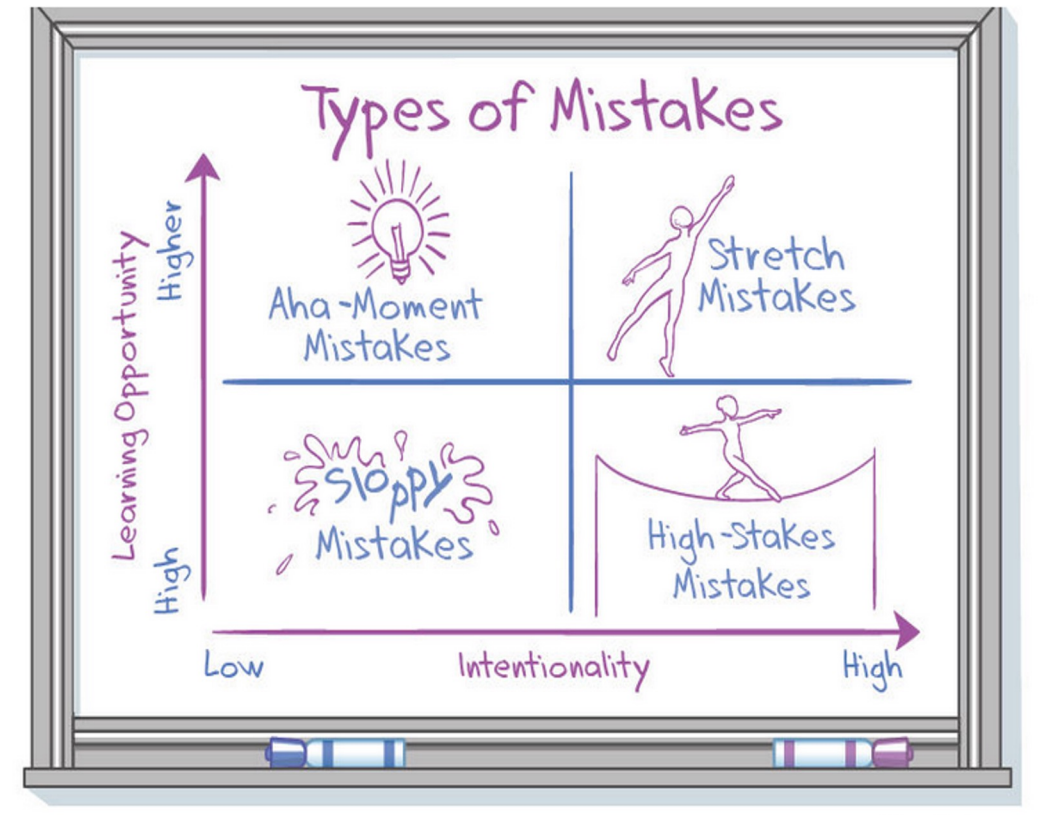 Types of Mistakes
Learning Opportunity
Higher
High
Aha-Moment
Mistakes
Stretch
Mistakes
Sloppy
Mistakes
High-Stakes
Mistakes
Low
Intentionality
High